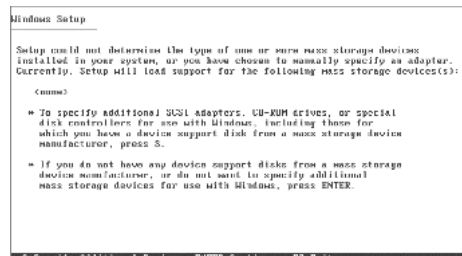 Windows Setup
Setup could not determine the type of one or more mass storage devices
installed in your system, or you have chosen to manually specify an adapter.
Currently, Setup will load support for the following mass storage devices(s):
<none>
* To specify additional SCSI adapters, CD-ROM drives, or special
disk controllers for use with Windows, including those for
which you have a device support disk from a mass storage device
manufacturer, press S.
* If you do not have any device support disks from a mass storage
device manufacturer, or do not want to specify additional
mass storage devices for use with Windows, press ENTER.